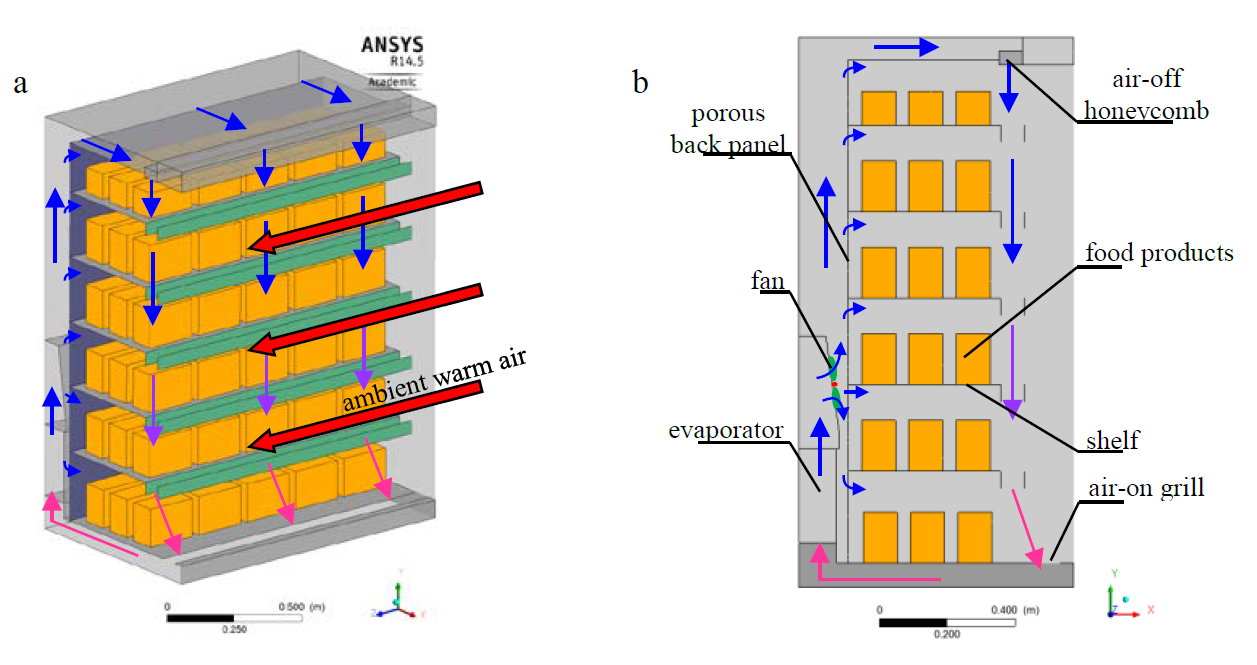 a
ANSYS
R14.5
Academic
ambient warm air
Y
Z
X
0
0.500 (m)
0.250
b
air-off
honeycomb
porous
back panel
fan
food products
evaporator
shelf
air-on grill
Y
Z
X
0
0.400 (m)
0.200